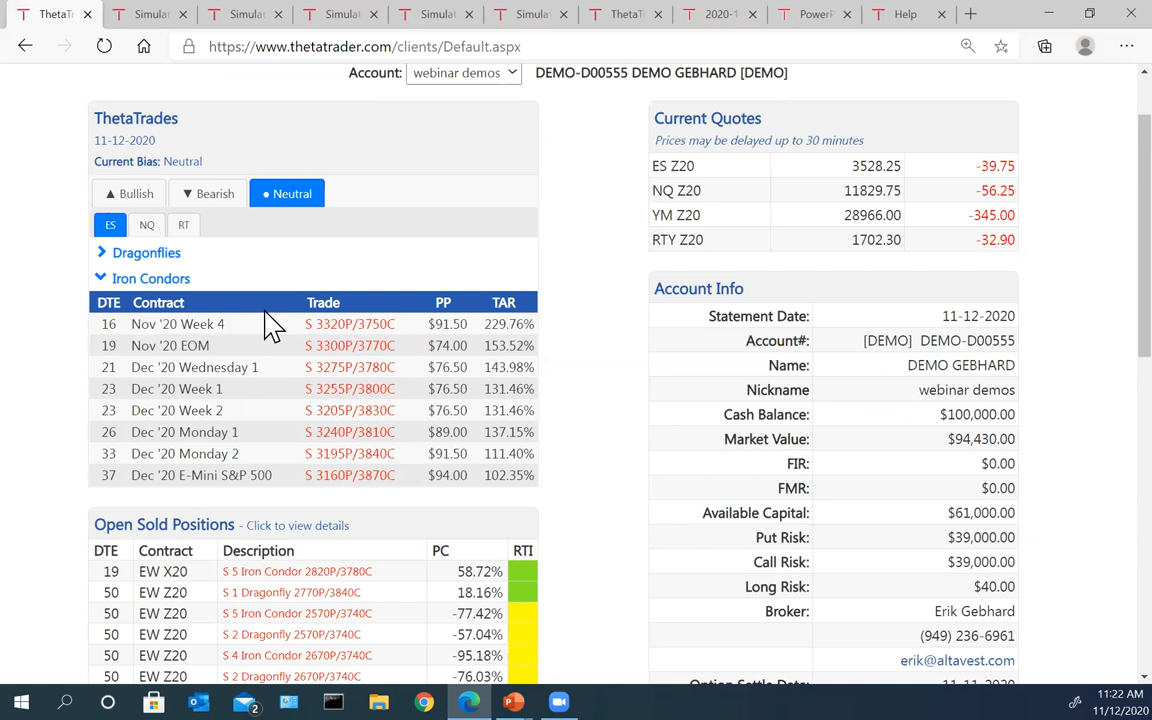 ThetaTr
Simulat
Simulat
Simulat
Simulat
Simulat
ThetaTr
2020-1
PowerP
Help
https://www.thetatrader.com/clients/Default.aspx
Account: webinar demos DEMO-D00555 DEMO GEBHARD [DEMO]
ThetaTrades
11-12-2020
Current Bias: Neutral
▲ Bullish ▼ Bearish ● Neutral
ES NQ RT
Dragonflies
Iron Condors
DTE Contract Trade PP TAR
16 Nov '20 Week 4 S 3320P/3750C $91.50 229.76%
19 Nov '20 EOM S 3300P/3770C $74.00 153.52%
21 Dec '20 Wednesday 1 S 3275P/3780C $76.50 143.98%
23 Dec '20 Week 1 S 3255P/3800C $76.50 131.46%
23 Dec '20 Week 2 S 3205P/3830C $76.50 131.46%
26 Dec '20 Monday 1 S 3240P/3810C $89.00 137.15%
33 Dec '20 Monday 2 S 3195P/3840C $91.50 111.40%
37 Dec '20 E-Mini S&P 500 S 3160P/3870C $94.00 102.35%
Open Sold Positions - Click to view details
DTE Contract Description PC RTI
19 EW X20 S 5 Iron Condor 2820P/3780C 58.72%
50 EW Z20 S 1 Dragonfly 2770P/3840C 18.16%
50 EW Z20 S 5 Iron Condor 2570P/3740C -77.42%
50 EW Z20 S 2 Dragonfly 2570P/3740C -57.04%
50 EW Z20 S 4 Iron Condor 2670P/3740C -95.18%
50 EW Z20 S 2 Dragonfly 2670P/3740C -76.03%
Current Quotes
Prices may be delayed up to 30 minutes
ES Z20 3528.25 -39.75
NQ Z20 11829.75 -56.25
YM Z20 28966.00 -345.00
RTY Z20 1702.30 -32.90
Account Info
Statement Date: 11-12-2020
Account#: [DEMO] DEMO-D00555
Name: DEMO GEBHARD
Nickname webinar demos
Cash Balance: $100,000.00
Market Value: $94,430.00
FIR: $0.00
FMR: $0.00
Available Capital: $61,000.00
Put Risk: $39,000.00
Call Risk: $39,000.00
Long Risk: $40.00
Broker: Erik Gebhard
(949) 236-6961
erik@altavest.com
Option Settle Date: 11-11-2020
2
11:22 AM
11/12/2020